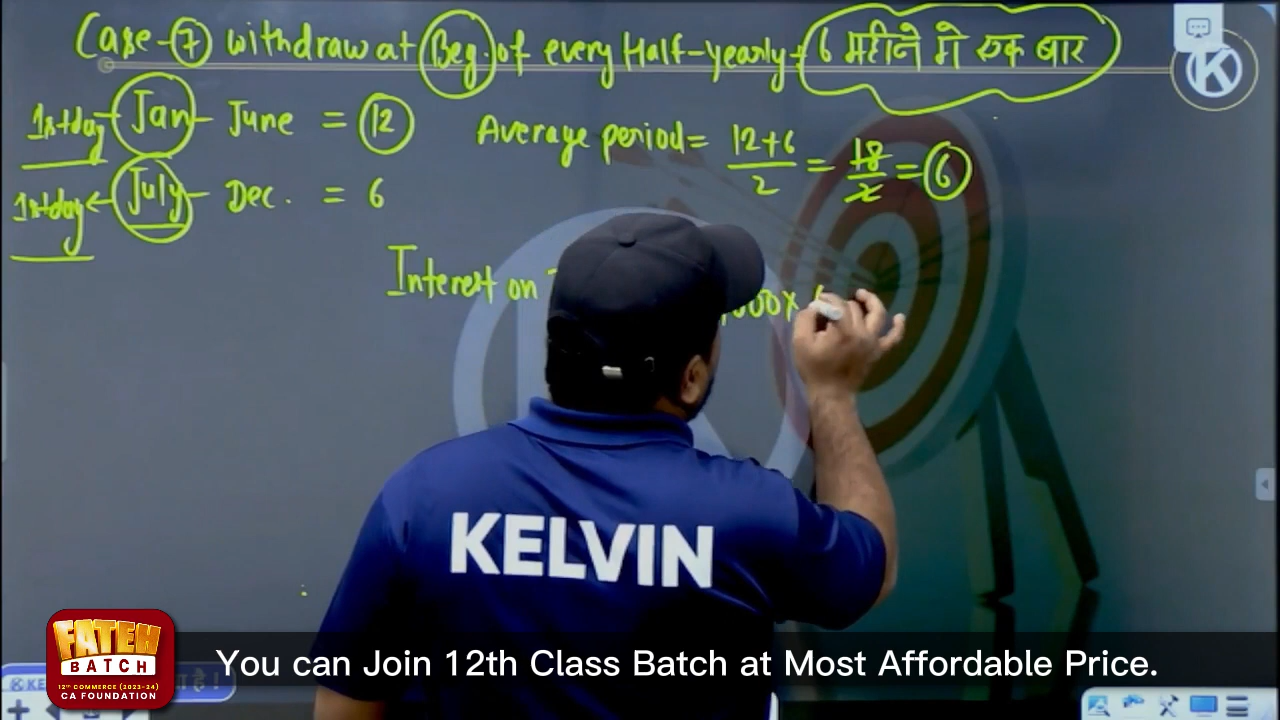 Case-7 withdraw at Beg. of every Half-yearly → 6 महीने मे एक बार
1st day - Jan - June = 12
1st day ← July - Dec. = 6
Average period = 12+6/2 = 18/2 = 6
Interest on
000×
KELVIN
K
FATEH
BATCH
12th COMMERCE (2023-24)
CA FOUNDATION
You can Join 12th Class Batch at Most Affordable Price.